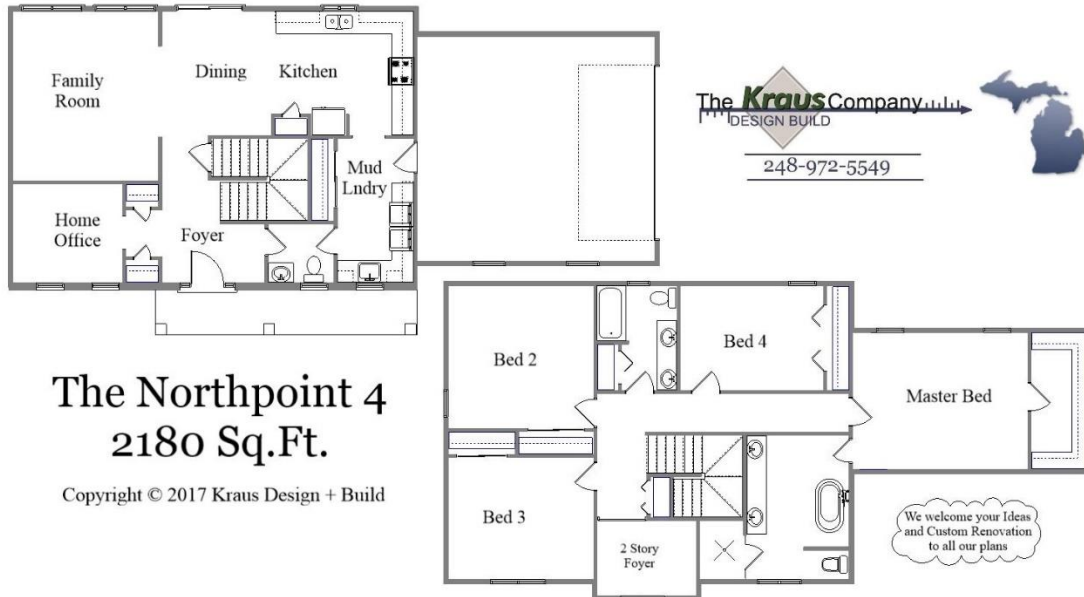 Family
Room
Dining
Kitchen
Mud
Lndry
Home
Office
Foyer
The Kraus Company
DESIGN BUILD
248-972-5549
Bed 2
Bed 4
Master Bed
Bed 3
2 Story
Foyer
The Northpoint 4
2180 Sq.Ft.
Copyright © 2017 Kraus Design + Build
We welcome your Ideas
and Custom Renovation
to all our plans